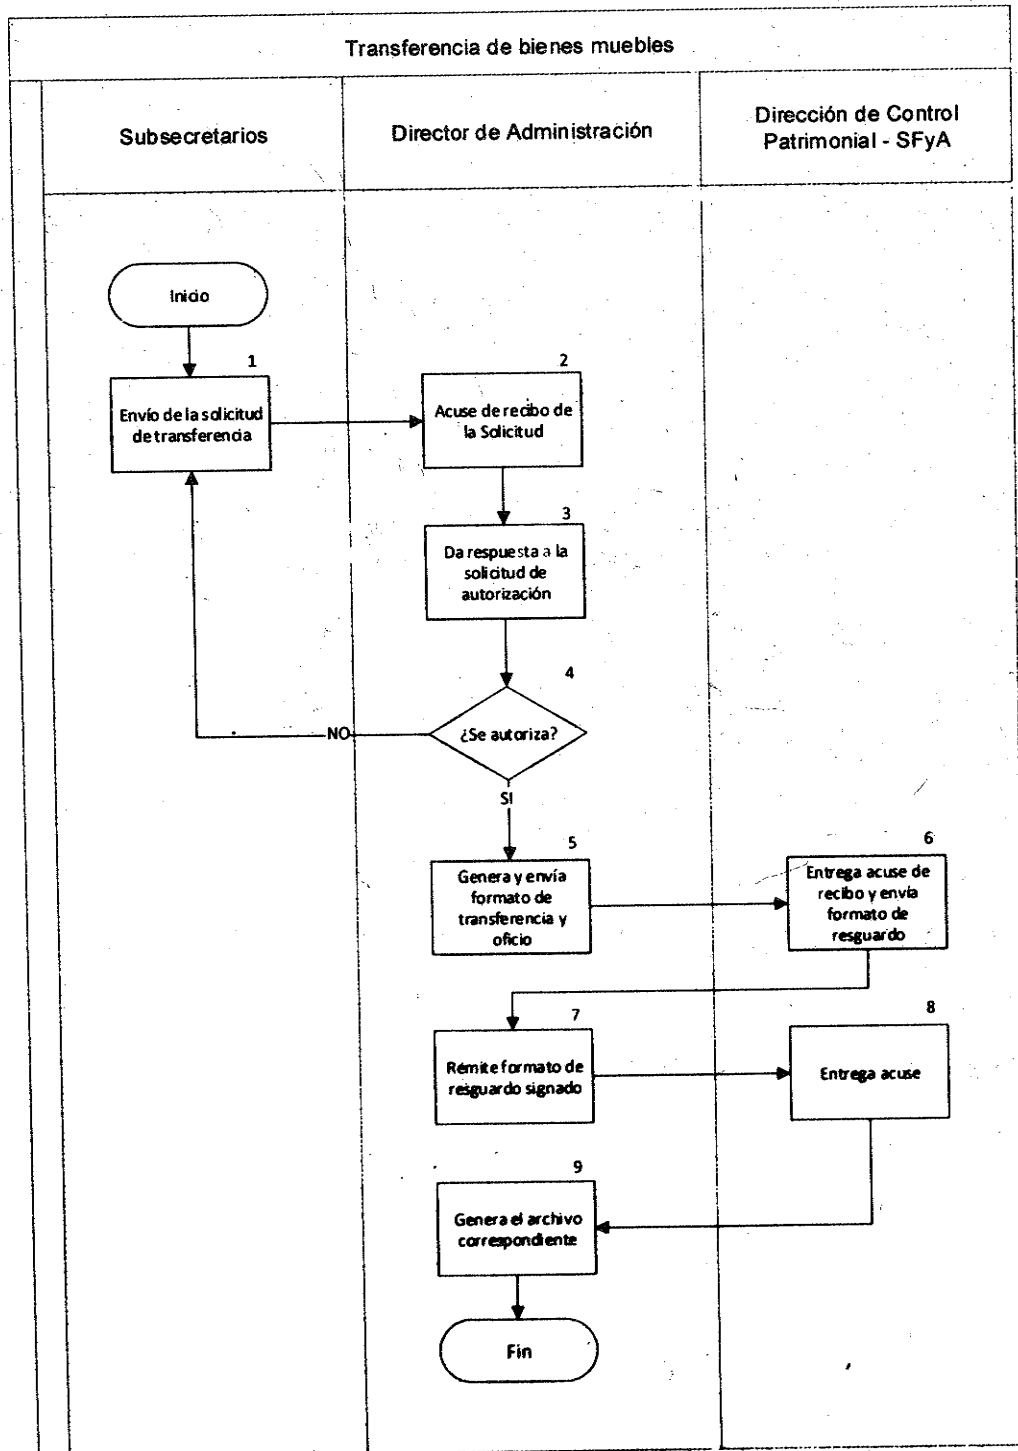 Transferencia de bienes muebles
Subsecretarios
Director de Administración
Dirección de Control
Patrimonial - SFyA
Inicio
1
Envío de la solicitud
de transferencia
2
Acuse de recibo de
la Solicitud
3
Da respuesta a la
solicitud de
autorización
4
¿Se autoriza?
NO
SI
5
Genera y envía
formato de
transferencia y
oficio
6
Entrega acuse de
recibo y envía
formato de
resguardo
7
Rémite formato de
resguardo signado
8
Entrega acuse
9
Genera el archivo
correspondiente
Fin